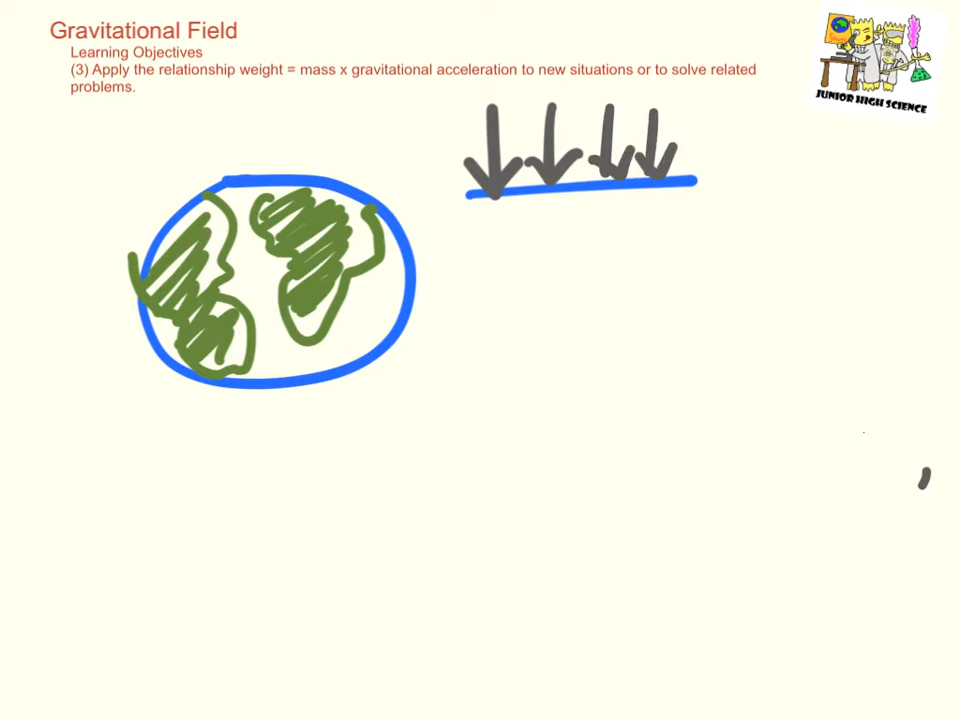 Gravitational Field
Learning Objectives
(3) Apply the relationship weight = mass x gravitational acceleration to new situations or to solve related
problems.
JUNIOR HIGH SCIENCE